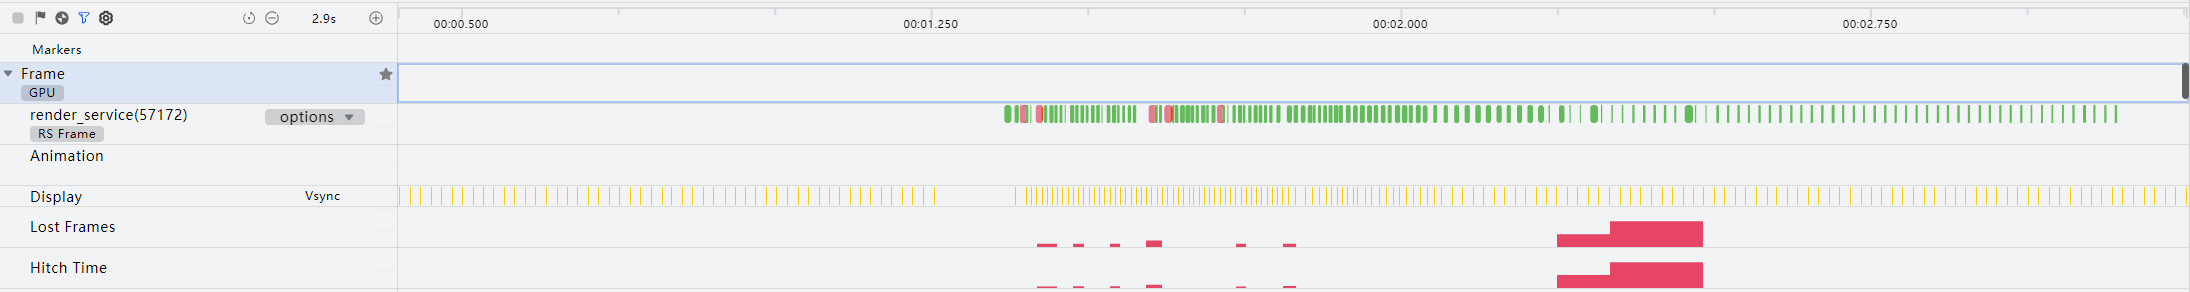 2.9s
00:00.500
00:01.250
00:02.000
00:02.750
Markers
Frame
GPU
render_service(57172)
options
RS Frame
Animation
Display
Vsync
Lost Frames
Hitch Time